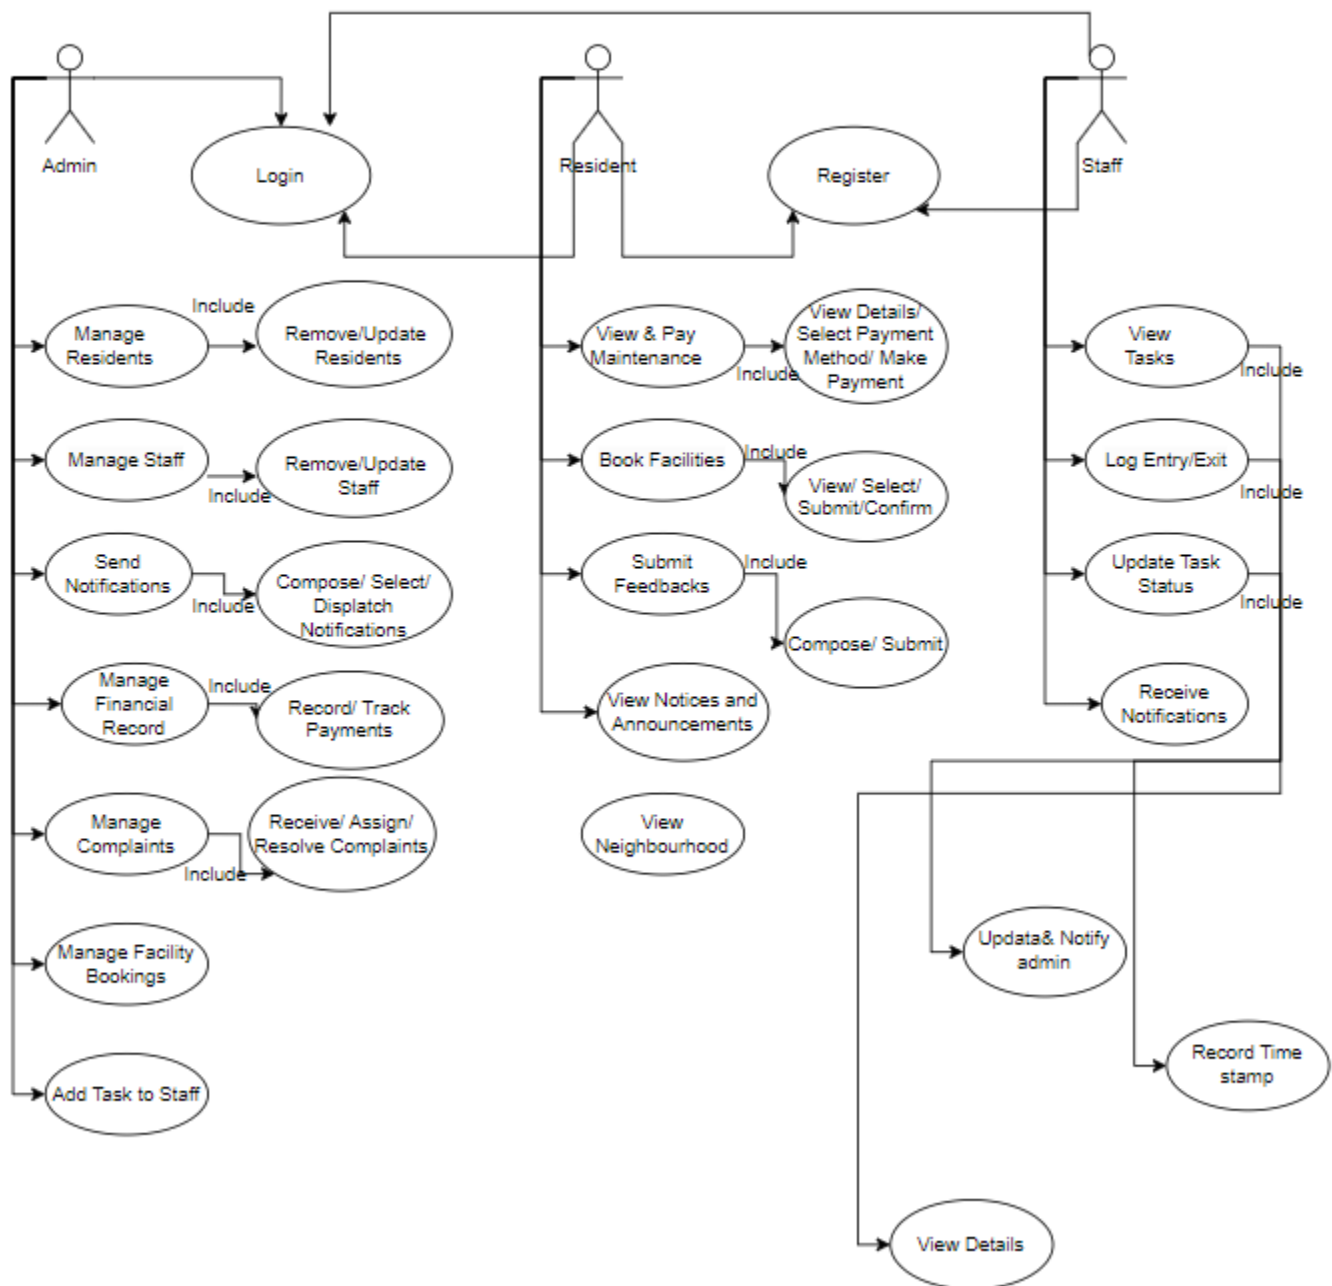 Admin
Login
Resident
Register
Staff
Manage
Residents
Include
Remove/Update
Residents
View & Pay
Maintenance
Include
View Details/
Select Payment
Method/ Make
Payment
View
Tasks
Include
Manage Staff
Include
Remove/Update
Staff
Book Facilities
Include
View/ Select/
Submit/Confirm
Log Entry/Exit
Include
Send
Notifications
Include
Compose/ Select/
Displatch
Notifications
Submit
Feedbacks
Include
Compose/ Submit
Update Task
Status
Include
Manage
Financial
Record
Include
Record/ Track
Payments
View Notices and
Announcements
Receive
Notifications
Manage
Complaints
Include
Receive/ Assign/
Resolve Complaints
View
Neighbourhood
Manage Facility
Bookings
Updata& Notify
admin
Add Task to Staff
Record Time
stamp
View Details